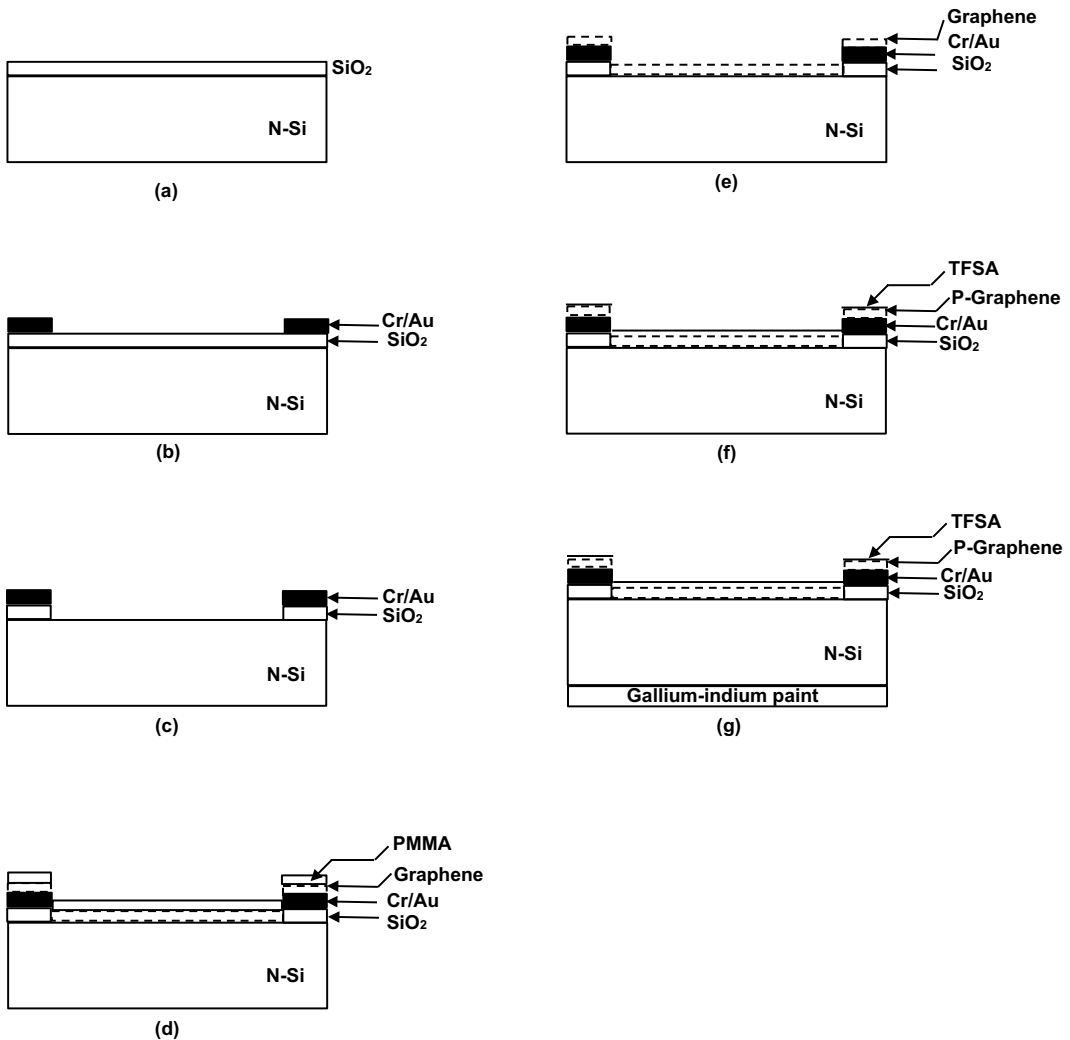 SiO₂
N-Si
(a)
Cr/Au
SiO₂
N-Si
(b)
Cr/Au
SiO₂
N-Si
(c)
PMMA
Graphene
Cr/Au
SiO₂
N-Si
(d)
Graphene
Cr/Au
SiO₂
N-Si
(e)
TFSA
P-Graphene
Cr/Au
SiO₂
N-Si
(f)
TFSA
P-Graphene
Cr/Au
SiO₂
N-Si
Gallium-indium paint
(g)